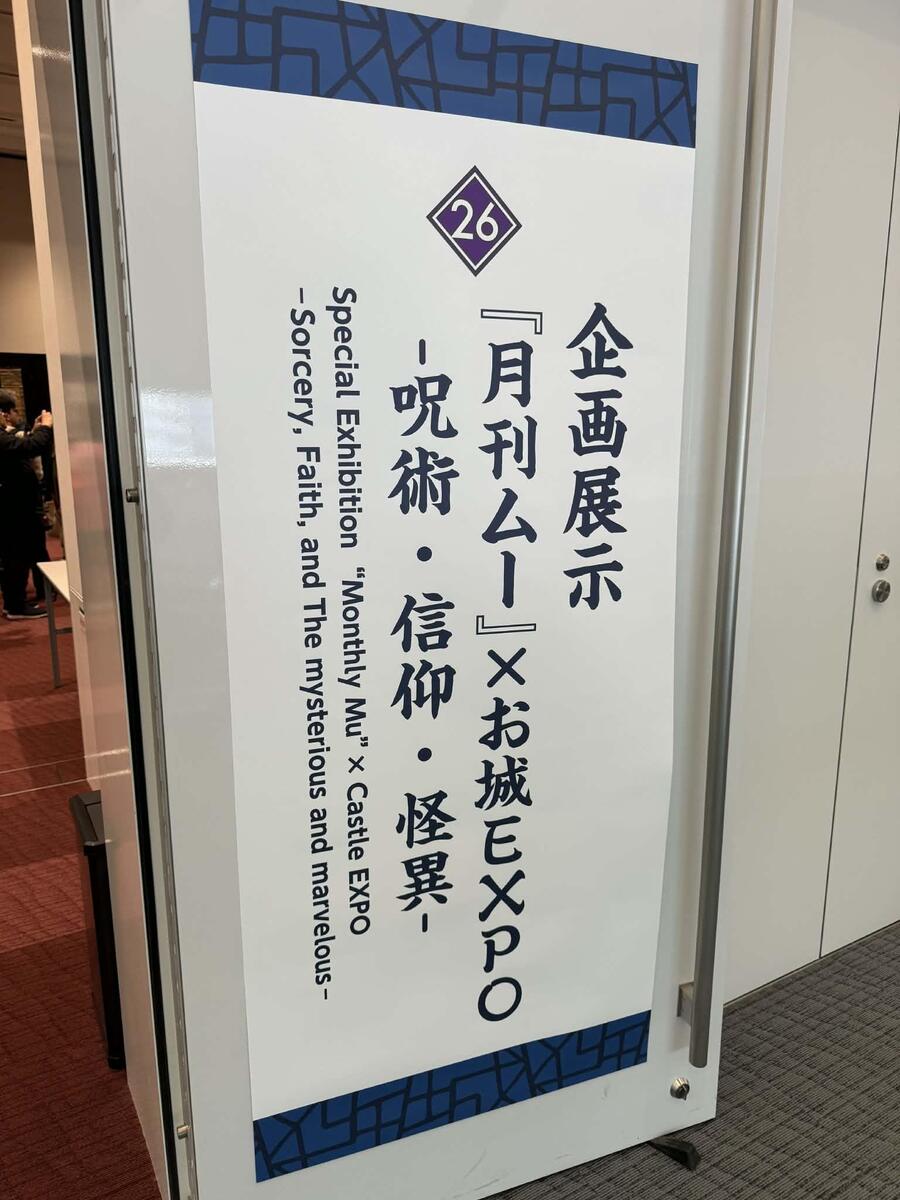 26
企画展示
『月刊ムー』×お城EXPO
-呪術・信仰・怪異-
Special Exhibition “Monthly Mu” × Castle EXPO
-Sorcery, Faith, and The mysterious and marvelous-